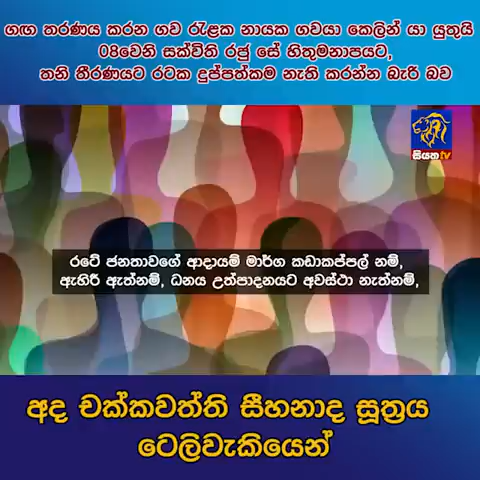 ගඟ තරණය කරන ගව රැළක නායක ගවයා කෙලින් යා යුතුයි
08වෙනි සක්විති රජු සේ හිතුමනාපයට,
තනි තීරණයට රටක දුප්පත්කම නැති කරන්න බැරි බව
සියත tv
රටේ ජනතාවගේ ආදායම් මාර්ග කඩාකප්පල් නම්,
ඇහිරී ඇත්නම්, ධනය උත්පාදනයට අවස්ථා නැත්නම්,
අද චක්කවත්ති සීහනාද සූත්‍රය
ටෙලිවැකියෙන්